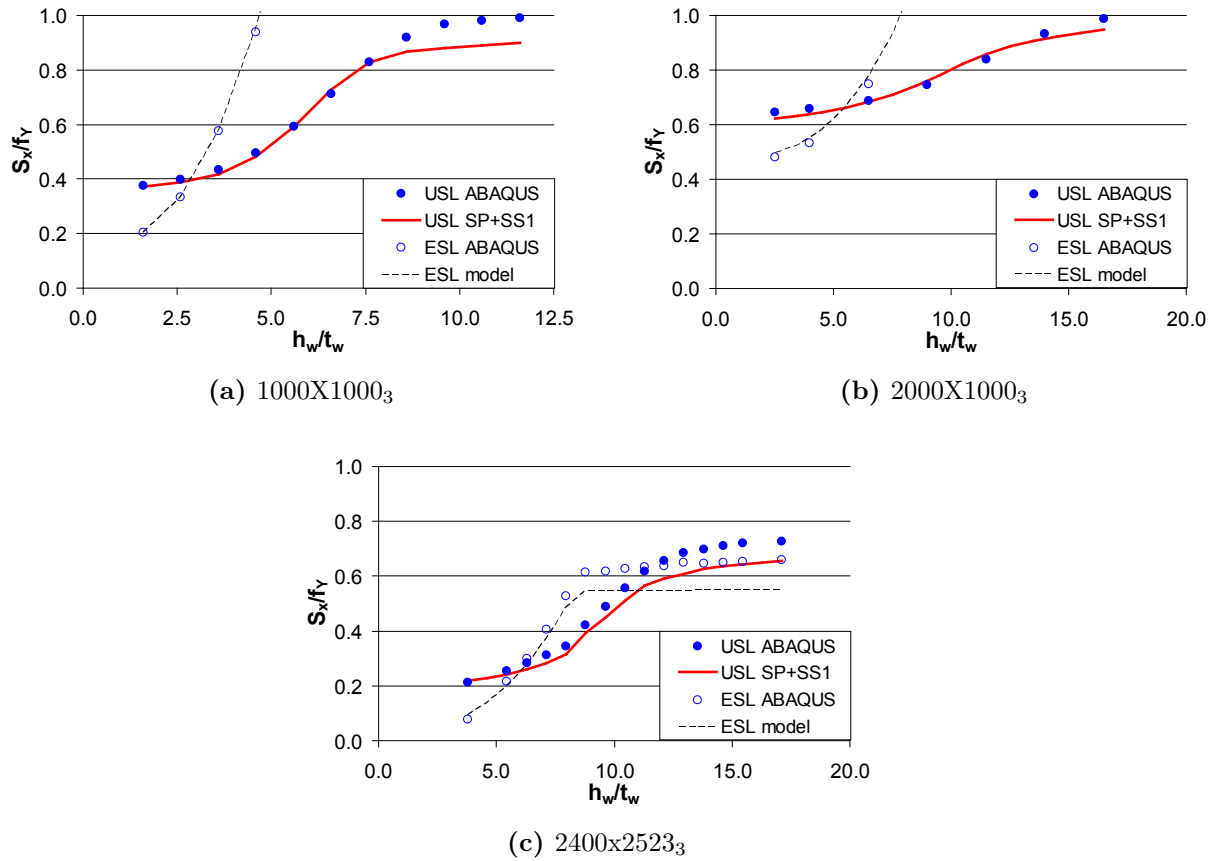 1.0
0.8
0.6
0.4
0.2
0.0
Sx/fY
0.0 2.5 5.0 7.5 10.0 12.5
hw/tw
USL ABAQUS
USL SP+SS1
ESL ABAQUS
ESL model
(a) 1000X1000₃
1.0
0.8
0.6
0.4
0.2
0.0
Sx/fY
0.0 5.0 10.0 15.0 20.0
hw/tw
USL ABAQUS
USL SP+SS1
ESL ABAQUS
ESL model
(b) 2000X1000₃
1.0
0.8
0.6
0.4
0.2
0.0
Sx/fY
0.0 5.0 10.0 15.0 20.0
hw/tw
USL ABAQUS
USL SP+SS1
ESL ABAQUS
ESL model
(c) 2400x2523₃